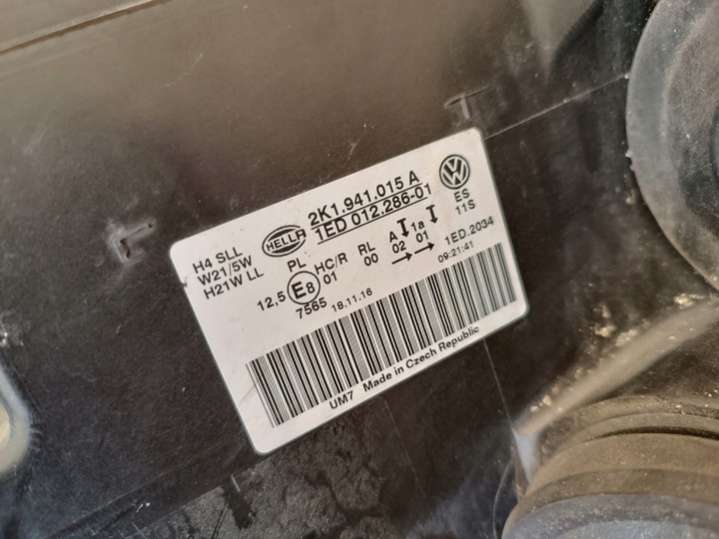 2K1.941.015 A
HELLA
1ED 012.286-01
ES
11S
H4 SLL
W21/5W
H21W LL
PL HC/R RL A 1a
12,5 E8 01 00 02 01
1ED.2034
7565 18.11.16
09:21:41
UM7 Made in Czech Republic